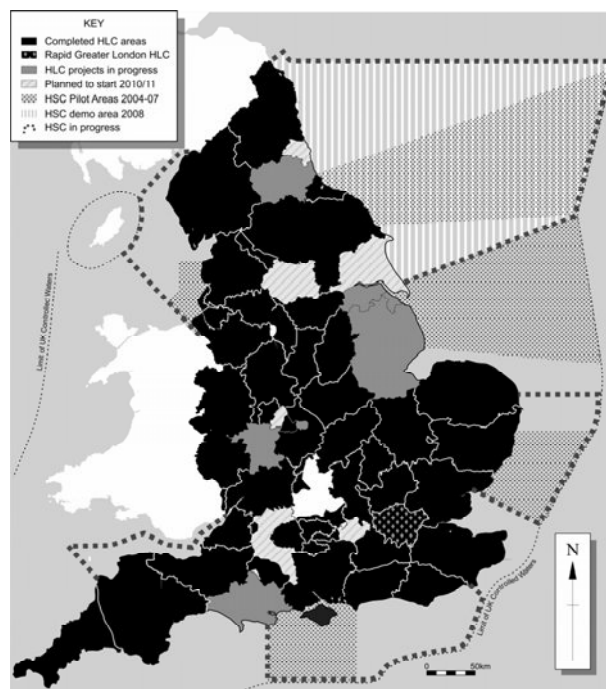 KEY
Completed HLC areas
Rapid Greater London HLC
HLC projects in progress
Planned to start 2010/11
HSC Pilot Areas 2004-07
HSC demo area 2008
HSC in progress
Limit of UK Controlled Waters
Limit of UK Controlled Waters
N
0
50km